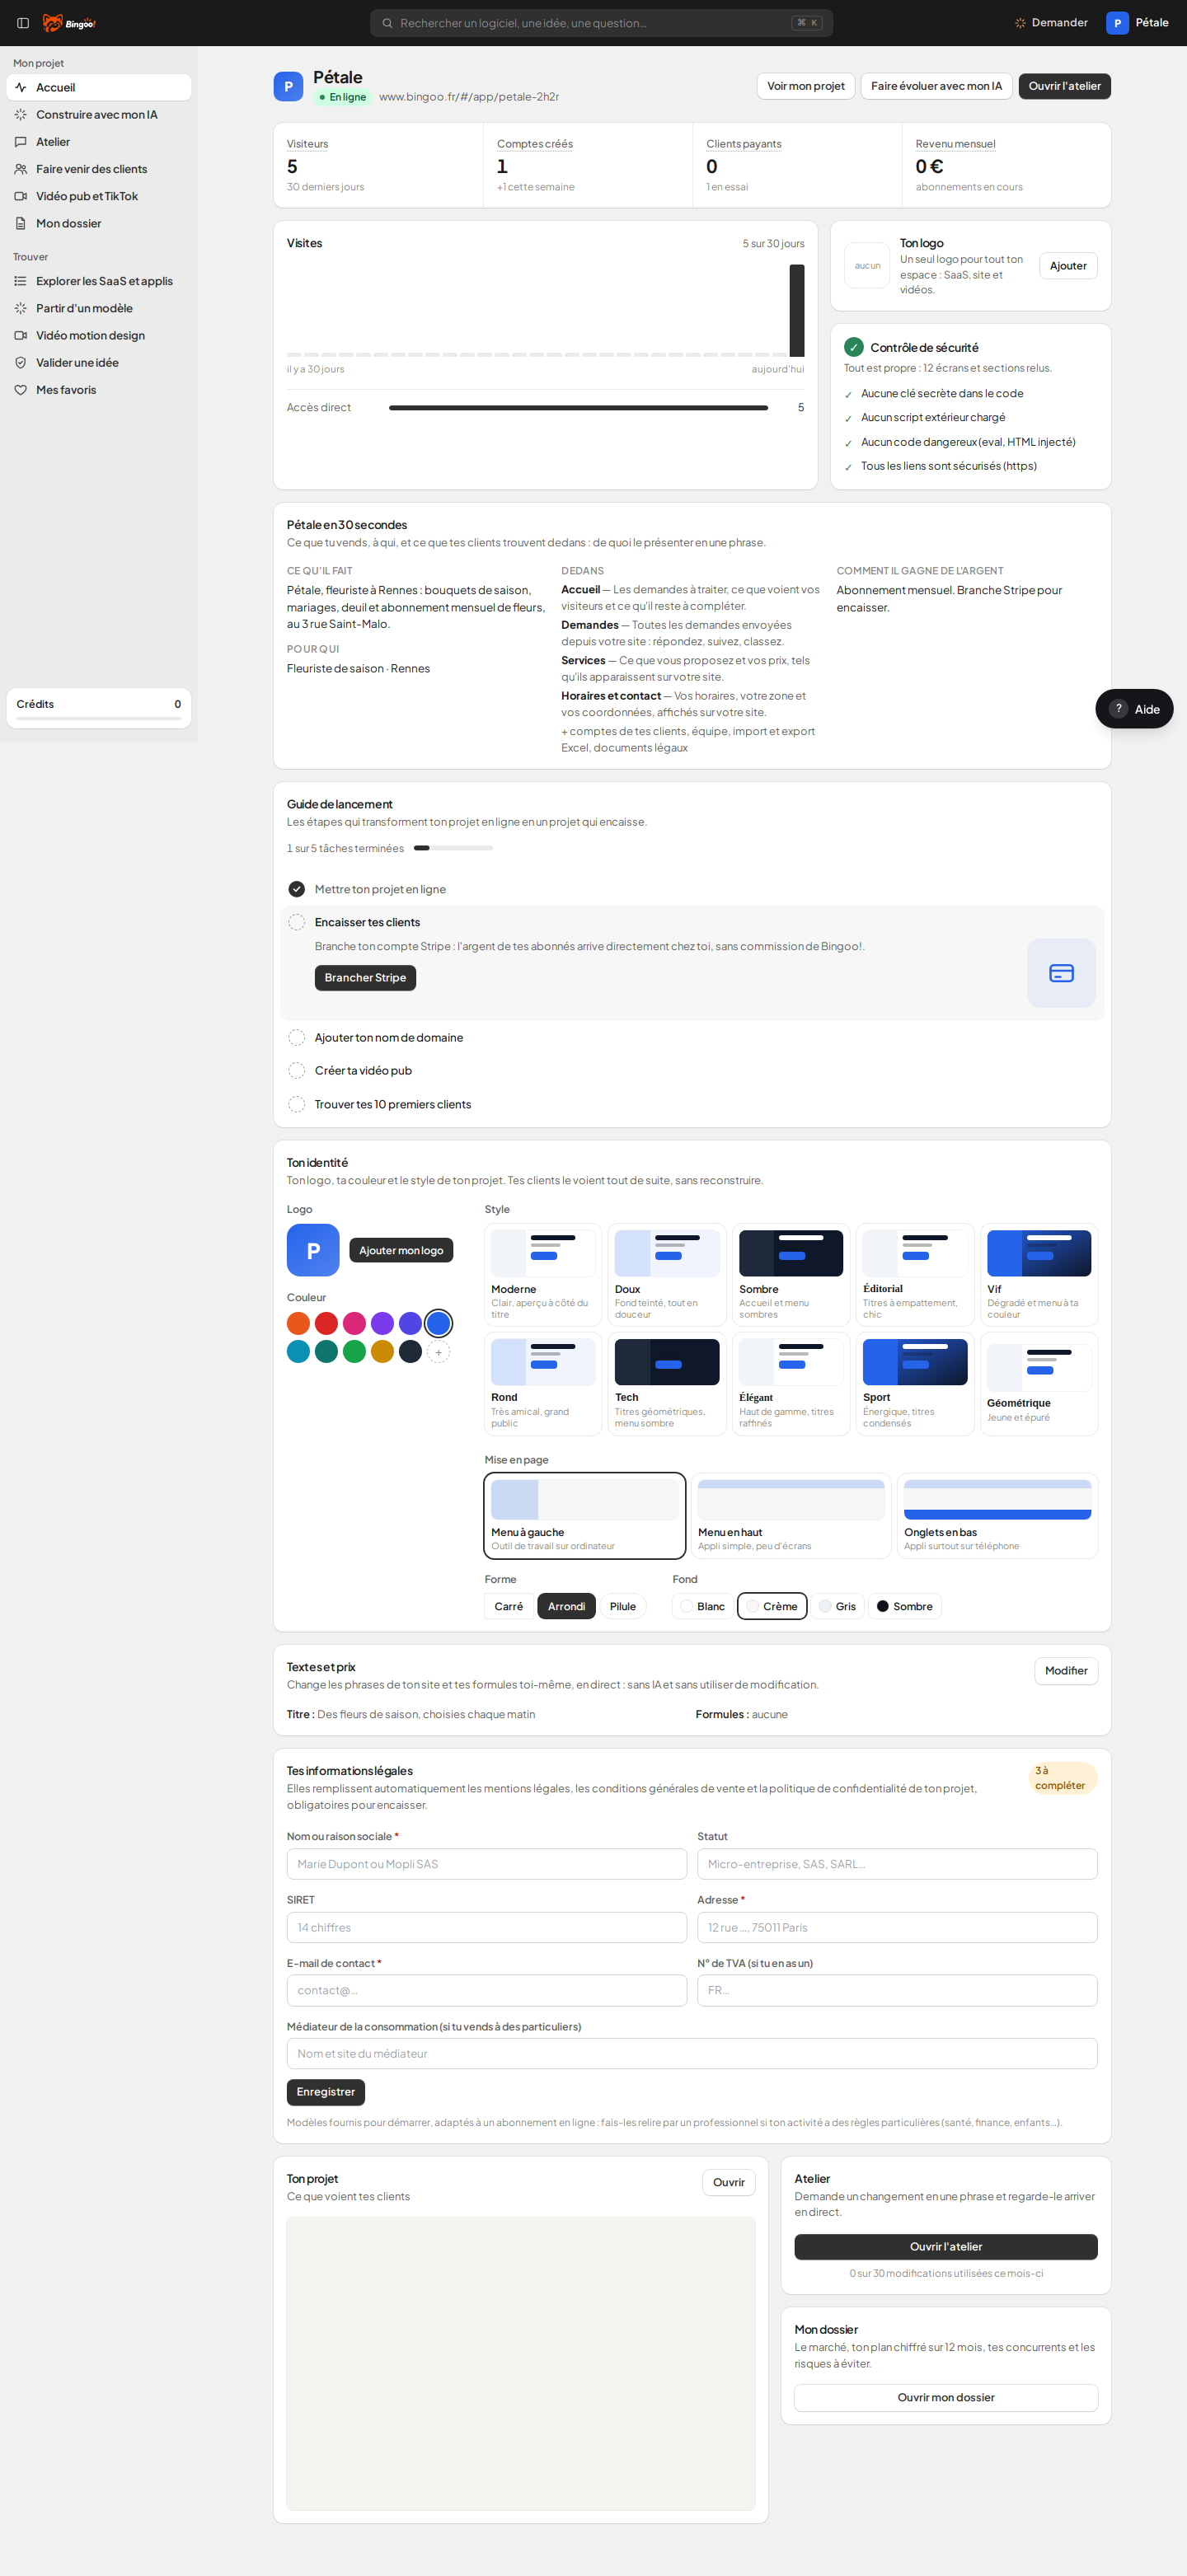 Bingoo!
Rechercher un logiciel, une idée, une question...
⌘ K
Demander
P
Pétale
Mon projet
Accueil
Construire avec mon IA
Atelier
Faire venir des clients
Vidéo pub et TikTok
Mon dossier
Trouver
Explorer les SaaS et applis
Partir d'un modèle
Vidéo motion design
Valider une idée
Mes favoris
Crédits
0
P
Pétale
En ligne
www.bingoo.fr/#/app/petale-2h2r
Voir mon projet
Faire évoluer avec mon IA
Ouvrir l'atelier
Visiteurs
5
30 derniers jours
Comptes créés
1
+1 cette semaine
Clients payants
0
1 en essai
Revenu mensuel
0 €
abonnements en cours
Visites
5 sur 30 jours
il y a 30 jours
aujourd'hui
Accès direct
5
aucun
Ton logo
Un seul logo pour tout ton
espace : SaaS, site et
vidéos.
Ajouter
✓ Contrôle de sécurité
Tout est propre : 12 écrans et sections relus.
✓ Aucune clé secrète dans le code
✓ Aucun script extérieur chargé
✓ Aucun code dangereux (eval, HTML injecté)
✓ Tous les liens sont sécurisés (https)
Pétale en 30 secondes
Ce que tu vends, à qui, et ce que tes clients trouvent dedans : de quoi le présenter en une phrase.
CE QU'IL FAIT
Pétale, fleuriste à Rennes : bouquets de saison,
mariages, deuil et abonnement mensuel de fleurs,
au 3 rue Saint-Malo.
POUR QUI
Fleuriste de saison · Rennes
DEDANS
Accueil — Les demandes à traiter, ce que voient vos
visiteurs et ce qu'il reste à compléter.
Demandes — Toutes les demandes envoyées
depuis votre site : répondez, suivez, classez.
Services — Ce que vous proposez et vos prix, tels
qu'ils apparaissent sur votre site.
Horaires et contact — Vos horaires, votre zone et
vos coordonnées, affichés sur votre site.
+ comptes de tes clients, équipe, import et export
Excel, documents légaux
COMMENT IL GAGNE DE L'ARGENT
Abonnement mensuel. Branche Stripe pour
encaisser.
? Aide
Guide de lancement
Les étapes qui transforment ton projet en ligne en un projet qui encaisse.
1 sur 5 tâches terminées
Mettre ton projet en ligne
Encaisser tes clients
Branche ton compte Stripe : l'argent de tes abonnés arrive directement chez toi, sans commission de Bingoo!.
Brancher Stripe
Ajouter ton nom de domaine
Créer ta vidéo pub
Trouver tes 10 premiers clients
Ton identité
Ton logo, ta couleur et le style de ton projet. Tes clients le voient tout de suite, sans reconstruire.
Logo
P
Ajouter mon logo
Couleur
+
Style
Moderne
Clair, aperçu à côté du
titre
Doux
Fond teinté, tout en
douceur
Sombre
Accueil et menu
sombres
Éditorial
Titres à empattement,
chic
Vif
Dégradé et menu à ta
couleur
Rond
Très amical, grand
public
Tech
Titres géométriques,
menu sombre
Élégant
Haut de gamme, titres
raffinés
Sport
Énergique, titres
condensés
Géométrique
Jeune et épuré
Mise en page
Menu à gauche
Outil de travail sur ordinateur
Menu en haut
Appli simple, peu d'écrans
Onglets en bas
Appli surtout sur téléphone
Forme
Carré
Arrondi
Pilule
Fond
Blanc
Crème
Gris
Sombre
Textes et prix
Change les phrases de ton site et tes formules toi-même, en direct : sans IA et sans utiliser de modification.
Modifier
Titre : Des fleurs de saison, choisies chaque matin
Formules : aucune
Tes informations légales
Elles remplissent automatiquement les mentions légales, les conditions générales de vente et la politique de confidentialité de ton projet,
obligatoires pour encaisser.
3 à
compléter
Nom ou raison sociale *
Marie Dupont ou Mopli SAS
Statut
Micro-entreprise, SAS, SARL...
SIRET
14 chiffres
Adresse *
12 rue ..., 75011 Paris
E-mail de contact *
contact@...
N° de TVA (si tu en as un)
FR...
Médiateur de la consommation (si tu vends à des particuliers)
Nom et site du médiateur
Enregistrer
Modèles fournis pour démarrer, adaptés à un abonnement en ligne : fais-les relire par un professionnel si ton activité a des règles particulières (santé, finance, enfants...).
Ton projet
Ce que voient tes clients
Ouvrir
Atelier
Demande un changement en une phrase et regarde-le arriver
en direct.
Ouvrir l'atelier
0 sur 30 modifications utilisées ce mois-ci
Mon dossier
Le marché, ton plan chiffré sur 12 mois, tes concurrents et les
risques à éviter.
Ouvrir mon dossier